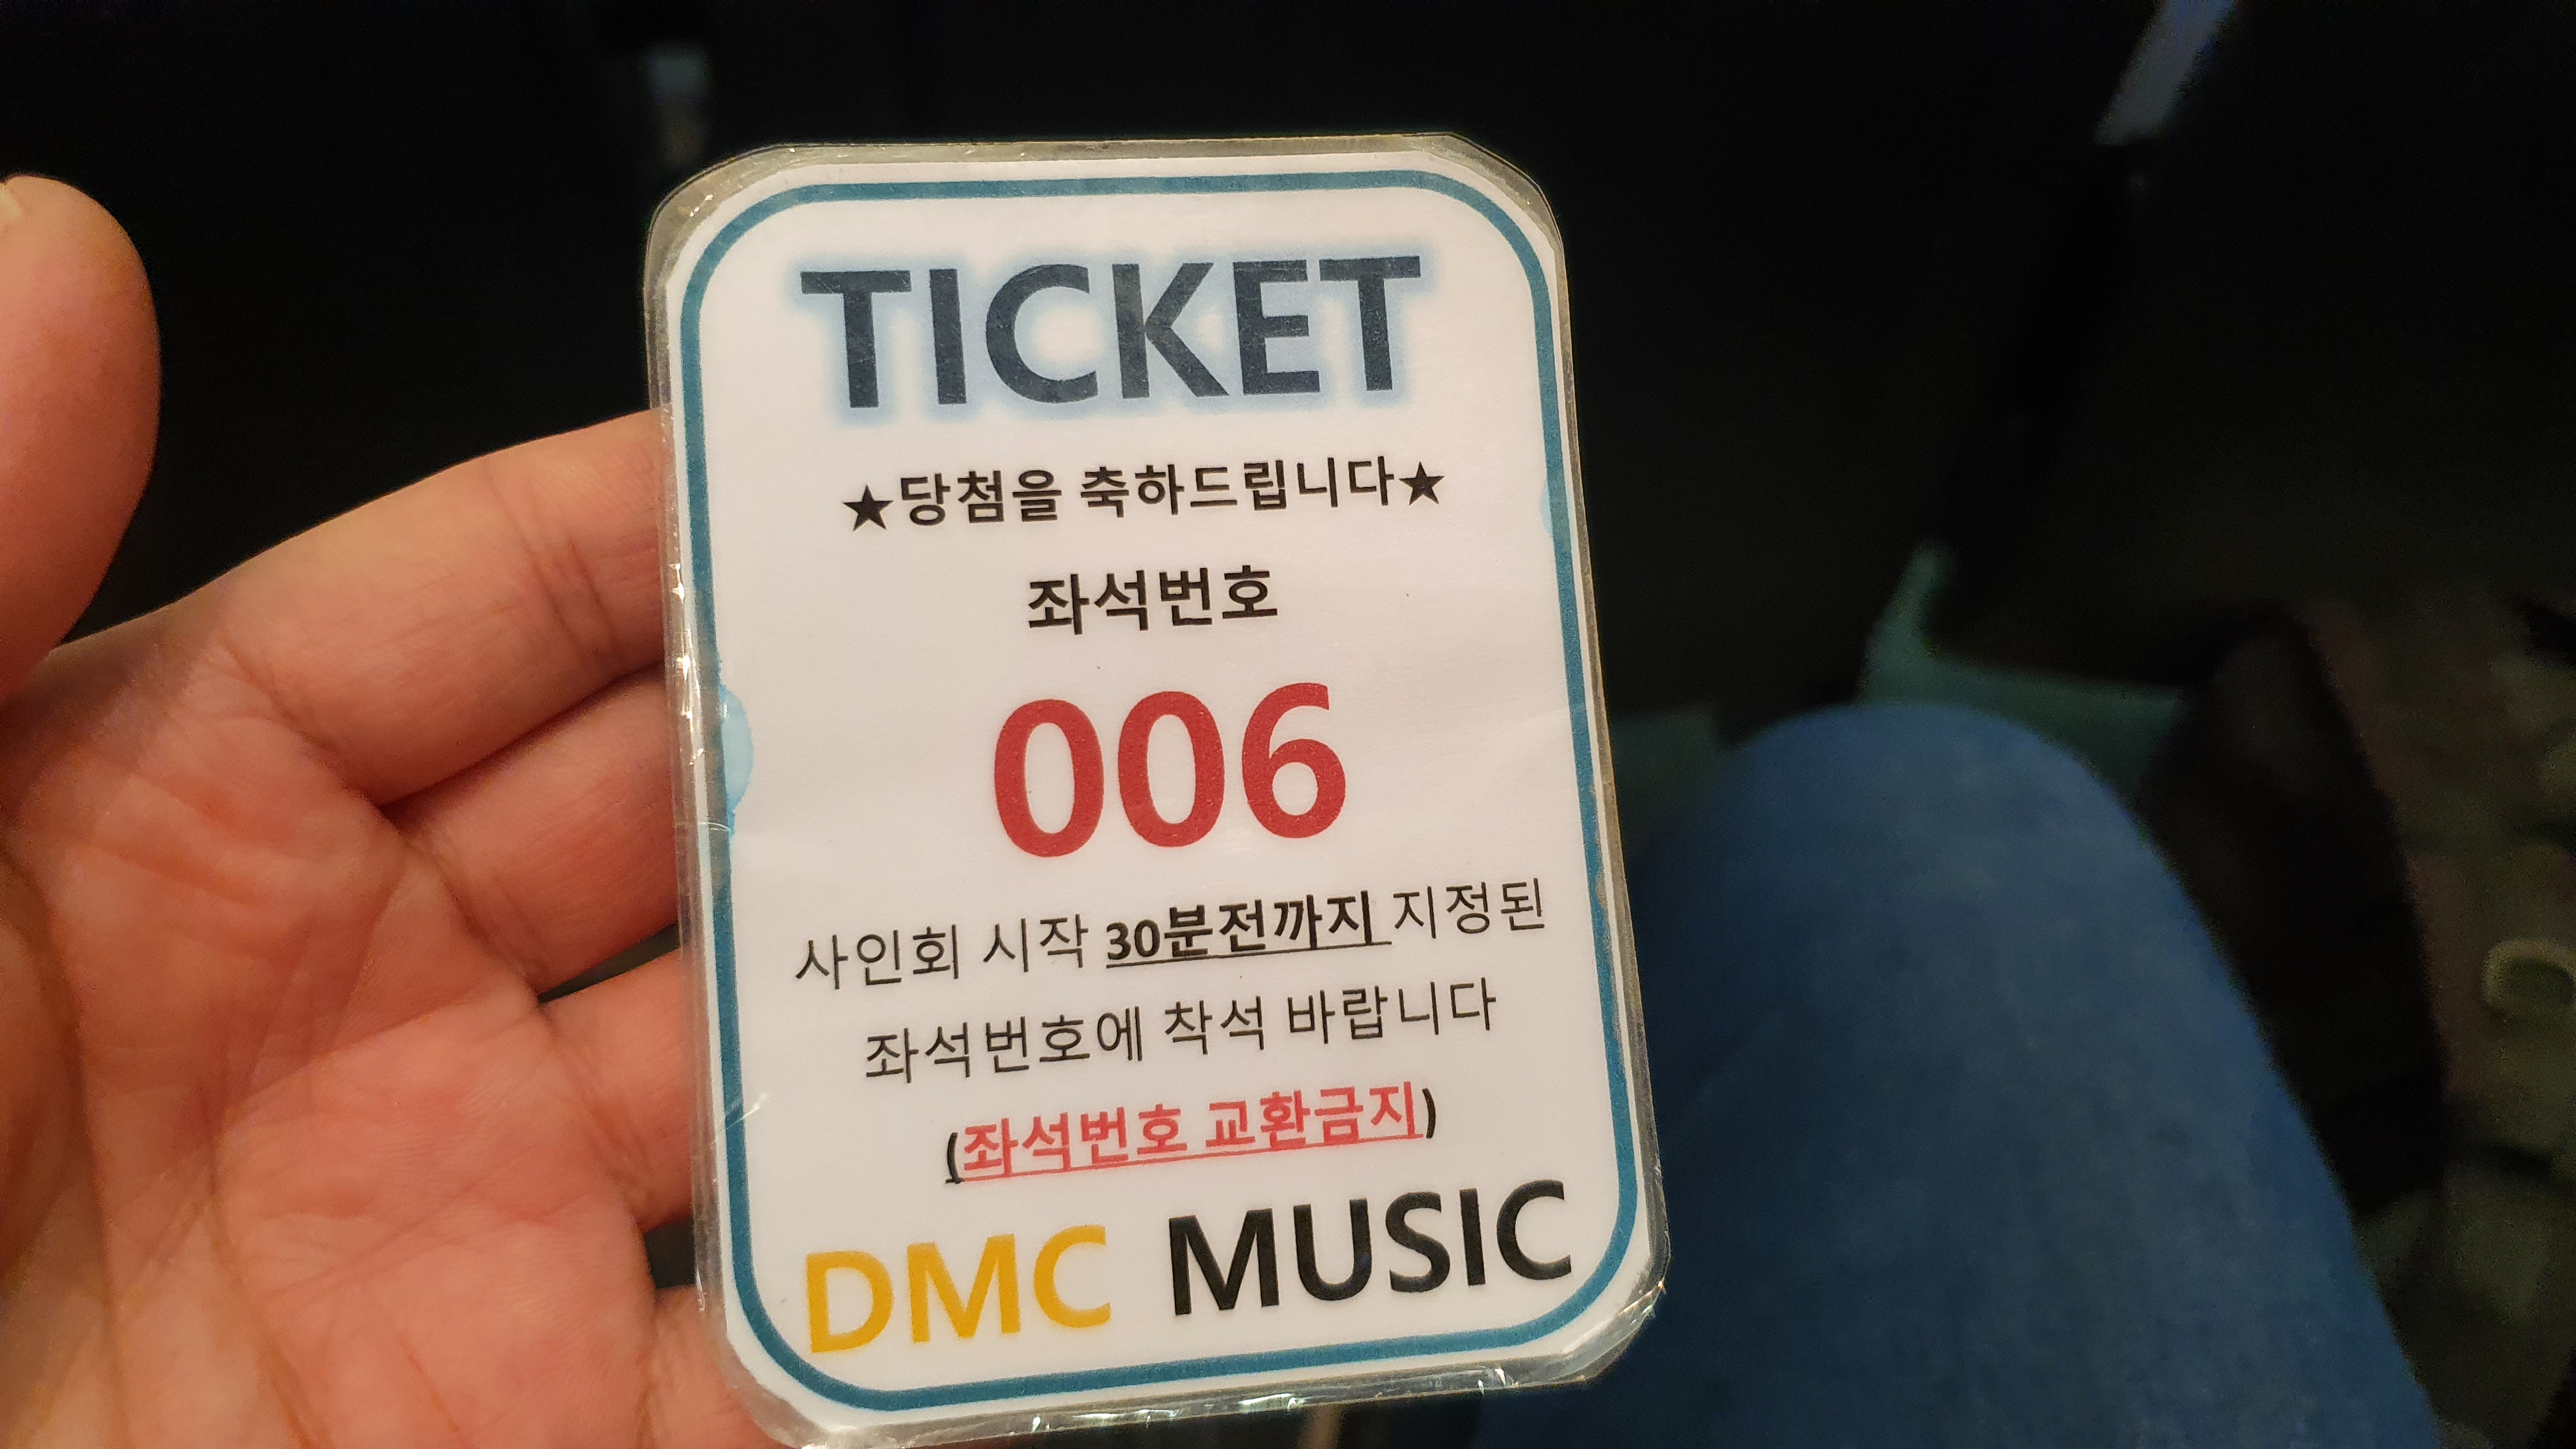 TICKET
★당첨을 축하드립니다★
좌석번호
006
사인회 시작 30분전까지 지정된
좌석번호에 착석 바랍니다
(좌석번호 교환금지)
DMC MUSIC